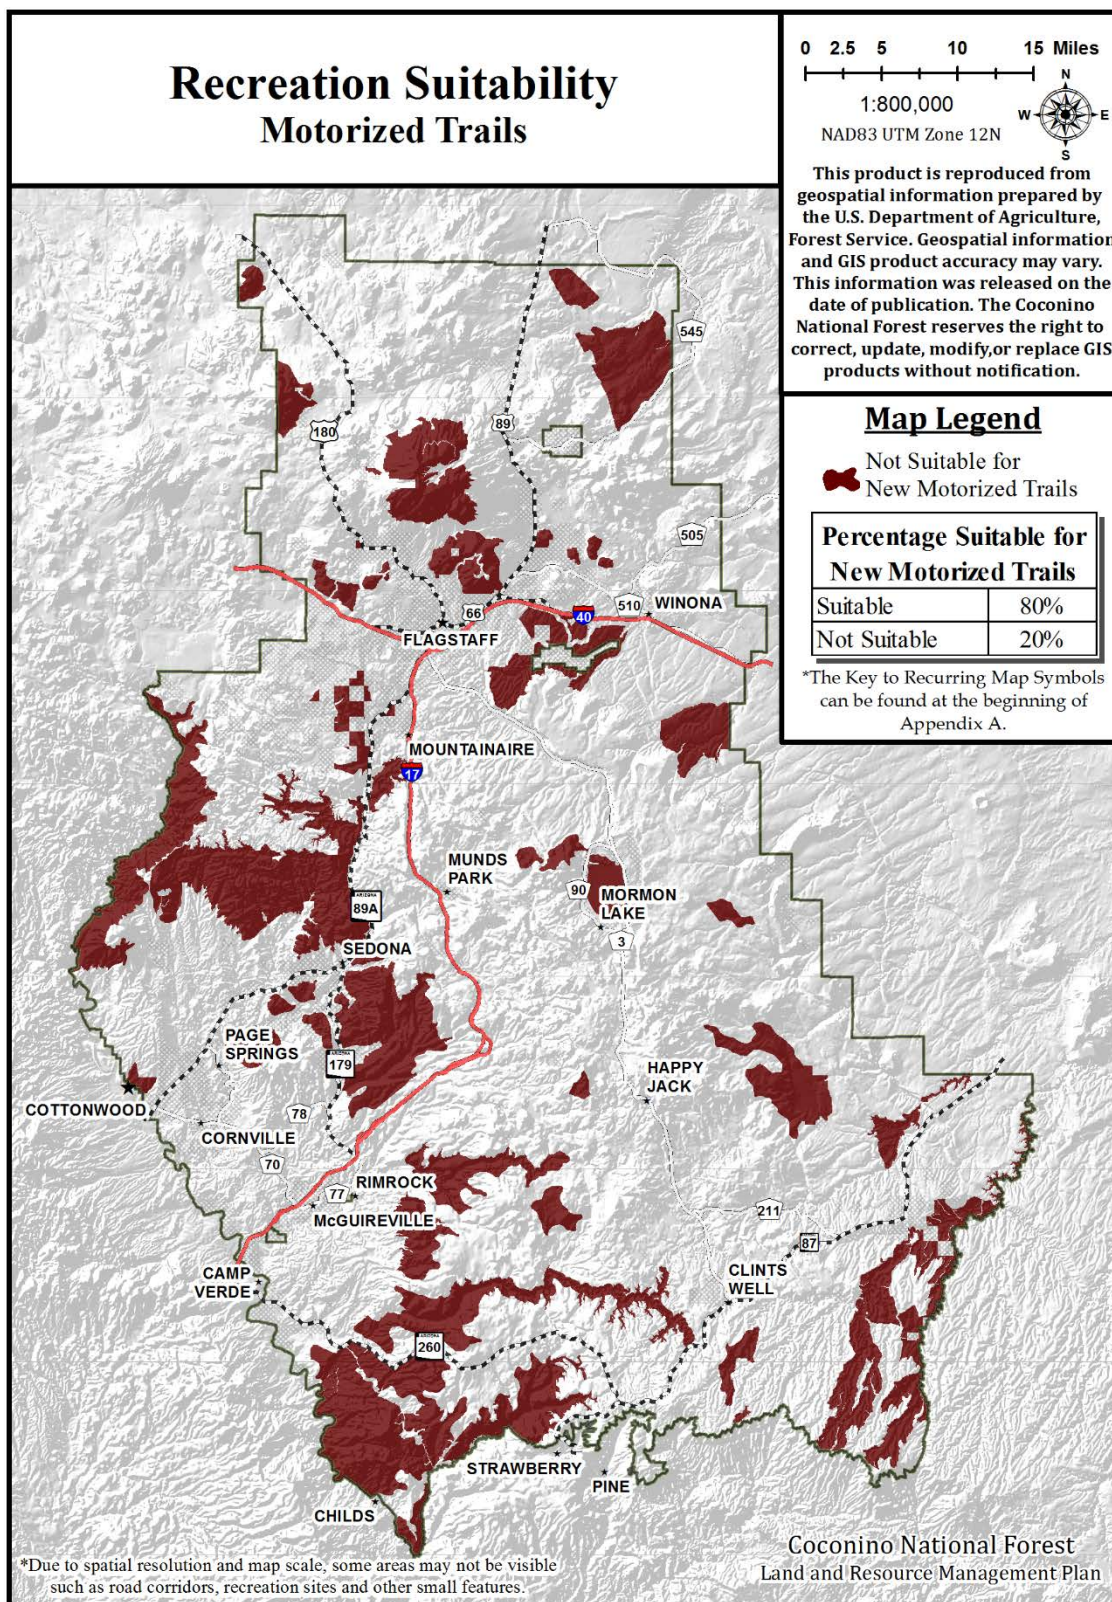 Recreation Suitability
Motorized Trails
0 2.5 5 10 15 Miles
1:800,000
NAD83 UTM Zone 12N
N
W E
S
This product is reproduced from
geospatial information prepared by
the U.S. Department of Agriculture,
Forest Service. Geospatial information
and GIS product accuracy may vary.
This information was released on the
date of publication. The Coconino
National Forest reserves the right to
correct, update, modify,or replace GIS
products without notification.
Map Legend
Not Suitable for
New Motorized Trails
Percentage Suitable for
New Motorized Trails
Suitable 80%
Not Suitable 20%
*The Key to Recurring Map Symbols
can be found at the beginning of
Appendix A.
545
180
89
505
510
WINONA
66
40
FLAGSTAFF
MOUNTAINAIRE
17
MUNDS
PARK
90
MORMON
LAKE
ARIZONA
89A
3
SEDONA
PAGE
SPRINGS
ARIZONA
179
HAPPY
JACK
COTTONWOOD
78
CORNVILLE
70
RIMROCK
77
McGUIREVILLE
211
87
CAMP
VERDE
CLINTS
WELL
ARIZONA
260
STRAWBERRY
PINE
CHILDS
*Due to spatial resolution and map scale, some areas may not be visible
such as road corridors, recreation sites and other small features.
Coconino National Forest
Land and Resource Management Plan